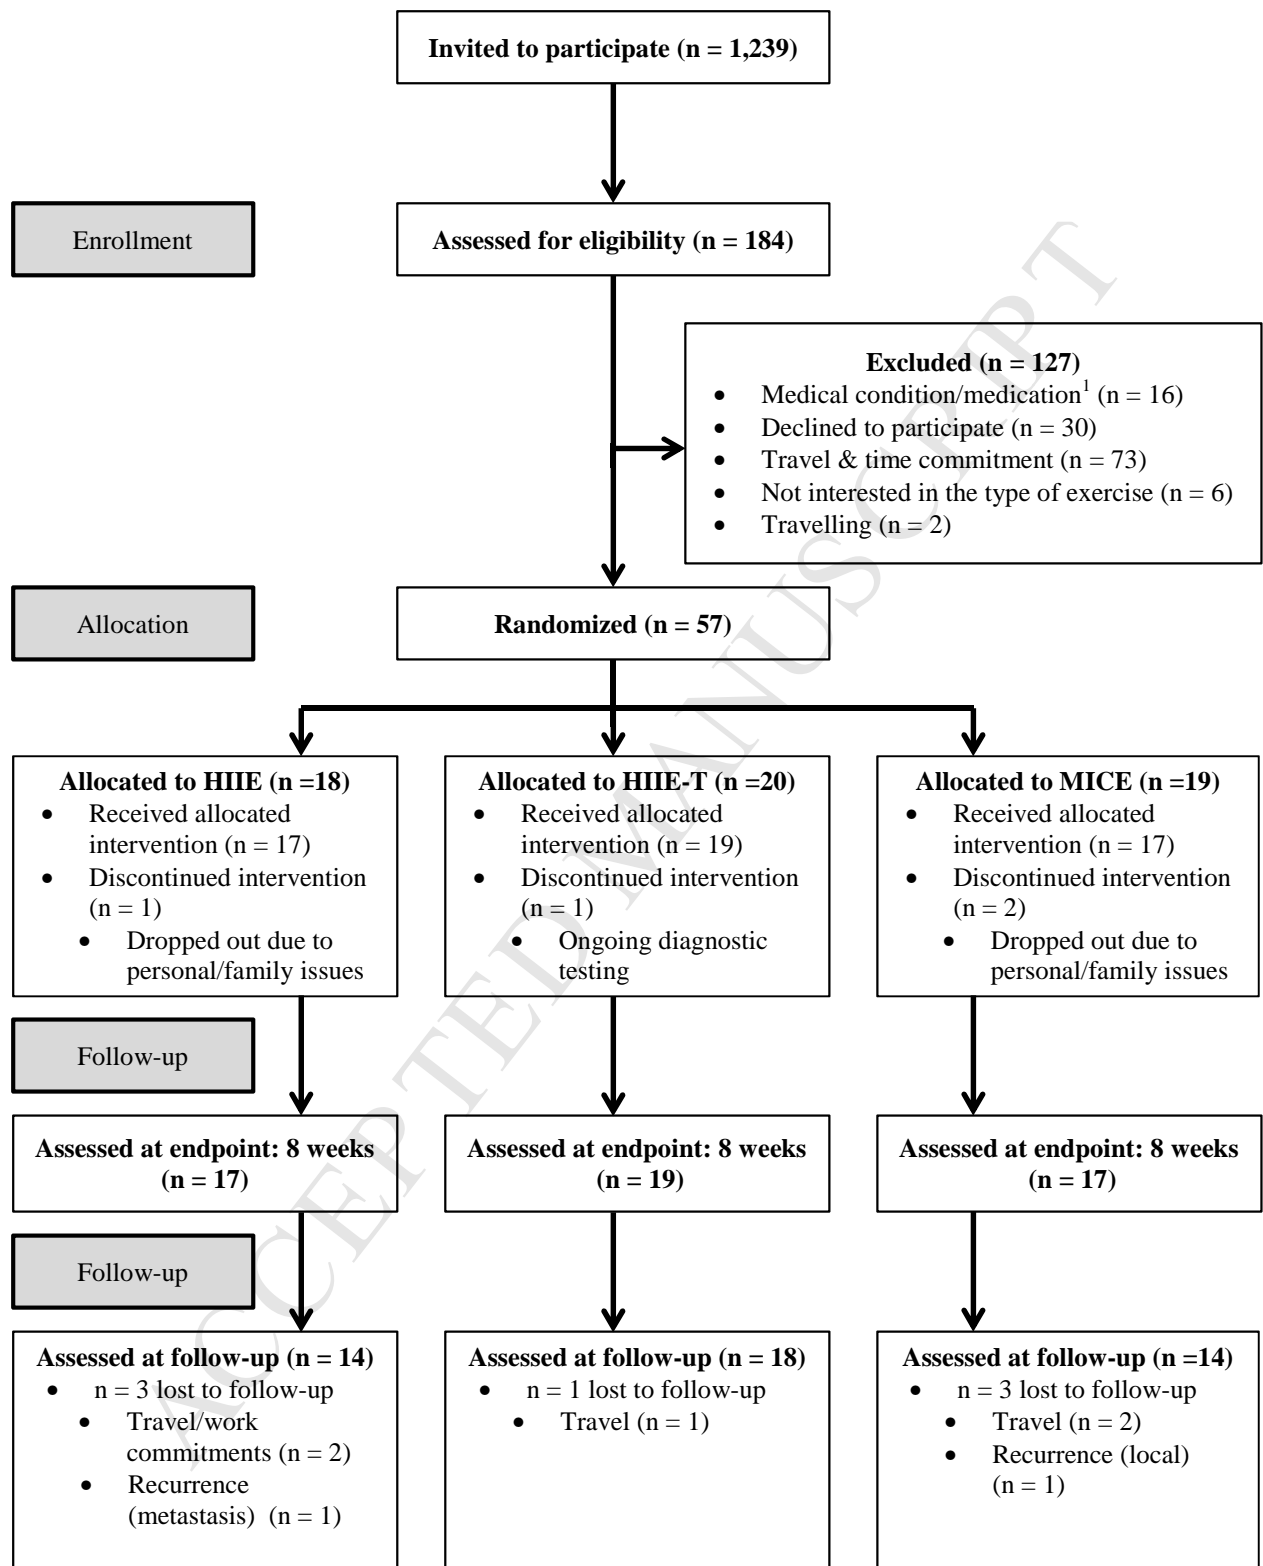 Invited to participate (n = 1,239)
Enrollment
Assessed for eligibility (n = 184)
Excluded (n = 127)
• Medical condition/medication¹ (n = 16)
• Declined to participate (n = 30)
• Travel & time commitment (n = 73)
• Not interested in the type of exercise (n = 6)
• Travelling (n = 2)
Allocation
Randomized (n = 57)
Allocated to HIIE (n =18)
• Received allocated
intervention (n = 17)
• Discontinued intervention
(n = 1)
• Dropped out due to
personal/family issues
Allocated to HIIE-T (n =20)
• Received allocated
intervention (n = 19)
• Discontinued intervention
(n = 1)
• Ongoing diagnostic
testing
Allocated to MICE (n =19)
• Received allocated
intervention (n = 17)
• Discontinued intervention
(n = 2)
• Dropped out due to
personal/family issues
Follow-up
Assessed at endpoint: 8 weeks
(n = 17)
Assessed at endpoint: 8 weeks
(n = 19)
Assessed at endpoint: 8 weeks
(n = 17)
Follow-up
Assessed at follow-up (n = 14)
• n = 3 lost to follow-up
• Travel/work
commitments (n = 2)
• Recurrence
(metastasis) (n = 1)
Assessed at follow-up (n = 18)
• n = 1 lost to follow-up
• Travel (n = 1)
Assessed at follow-up (n =14)
• n = 3 lost to follow-up
• Travel (n = 2)
• Recurrence (local)
(n = 1)
ACCEPTED MANUSCRIPT